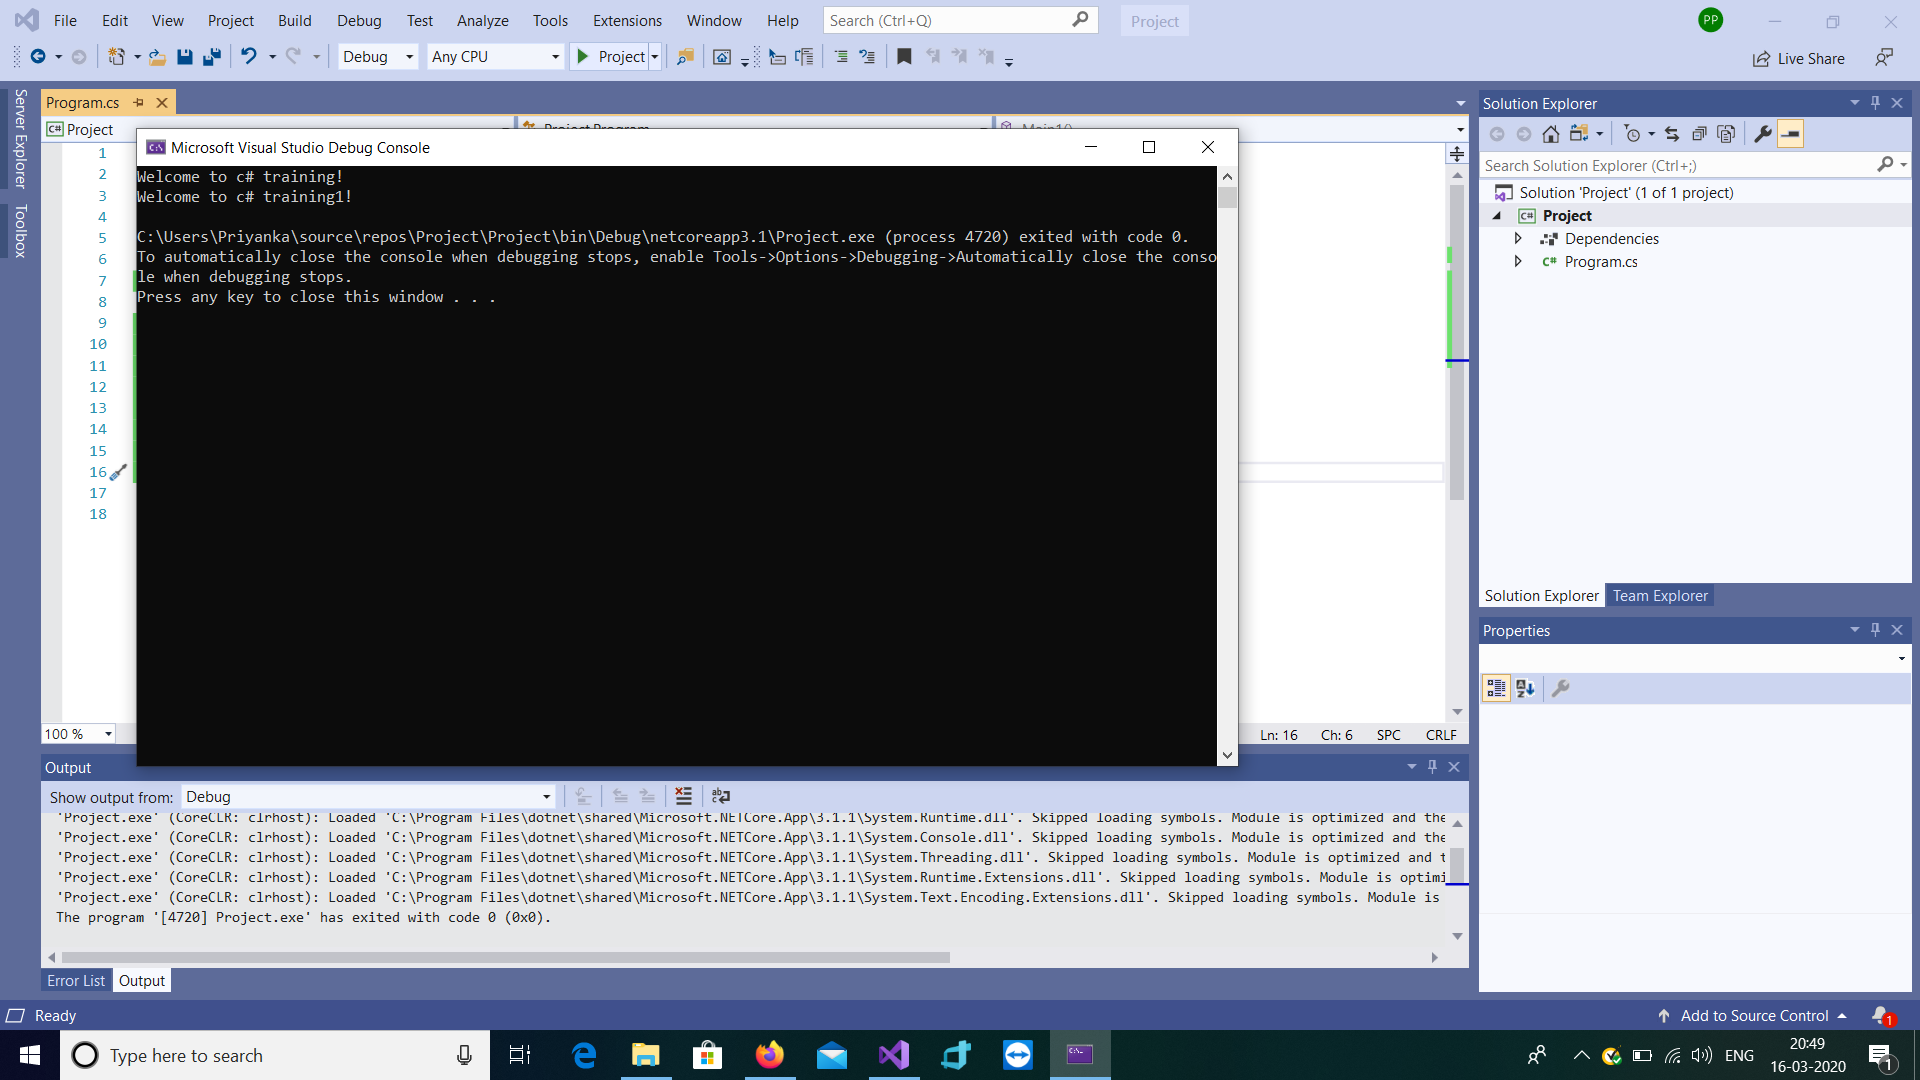 File Edit View Project Build Debug Test Analyze Tools Extensions Window Help Search (Ctrl+Q) Project PP
Debug Any CPU Project Live Share
Server Explorer
Toolbox
Program.cs
Project Project.Program Main1()
1
2
3
4
5
6
7
8
9
10
11
12
13
14
15
16
17
18
Microsoft Visual Studio Debug Console
Welcome to c# training!
Welcome to c# training1!
C:\Users\Priyanka\source\repos\Project\Project\bin\Debug\netcoreapp3.1\Project.exe (process 4720) exited with code 0.
To automatically close the console when debugging stops, enable Tools->Options->Debugging->Automatically close the conso
le when debugging stops.
Press any key to close this window . . .
100 % Ln: 16 Ch: 6 SPC CRLF
Solution Explorer
Search Solution Explorer (Ctrl+;)
Solution 'Project' (1 of 1 project)
C# Project
Dependencies
C# Program.cs
Solution Explorer Team Explorer
Properties
Output
Show output from: Debug
'Project.exe' (CoreCLR: clrhost): Loaded 'C:\Program Files\dotnet\shared\Microsoft.NETCore.App\3.1.1\System.Runtime.dll'. Skipped loading symbols. Module is optimized and the
'Project.exe' (CoreCLR: clrhost): Loaded 'C:\Program Files\dotnet\shared\Microsoft.NETCore.App\3.1.1\System.Console.dll'. Skipped loading symbols. Module is optimized and the
'Project.exe' (CoreCLR: clrhost): Loaded 'C:\Program Files\dotnet\shared\Microsoft.NETCore.App\3.1.1\System.Threading.dll'. Skipped loading symbols. Module is optimized and t
'Project.exe' (CoreCLR: clrhost): Loaded 'C:\Program Files\dotnet\shared\Microsoft.NETCore.App\3.1.1\System.Runtime.Extensions.dll'. Skipped loading symbols. Module is optimi
'Project.exe' (CoreCLR: clrhost): Loaded 'C:\Program Files\dotnet\shared\Microsoft.NETCore.App\3.1.1\System.Text.Encoding.Extensions.dll'. Skipped loading symbols. Module is
The program '[4720] Project.exe' has exited with code 0 (0x0).
Error List Output
Ready Add to Source Control 1
Type here to search ENG
20:49
16-03-2020
1